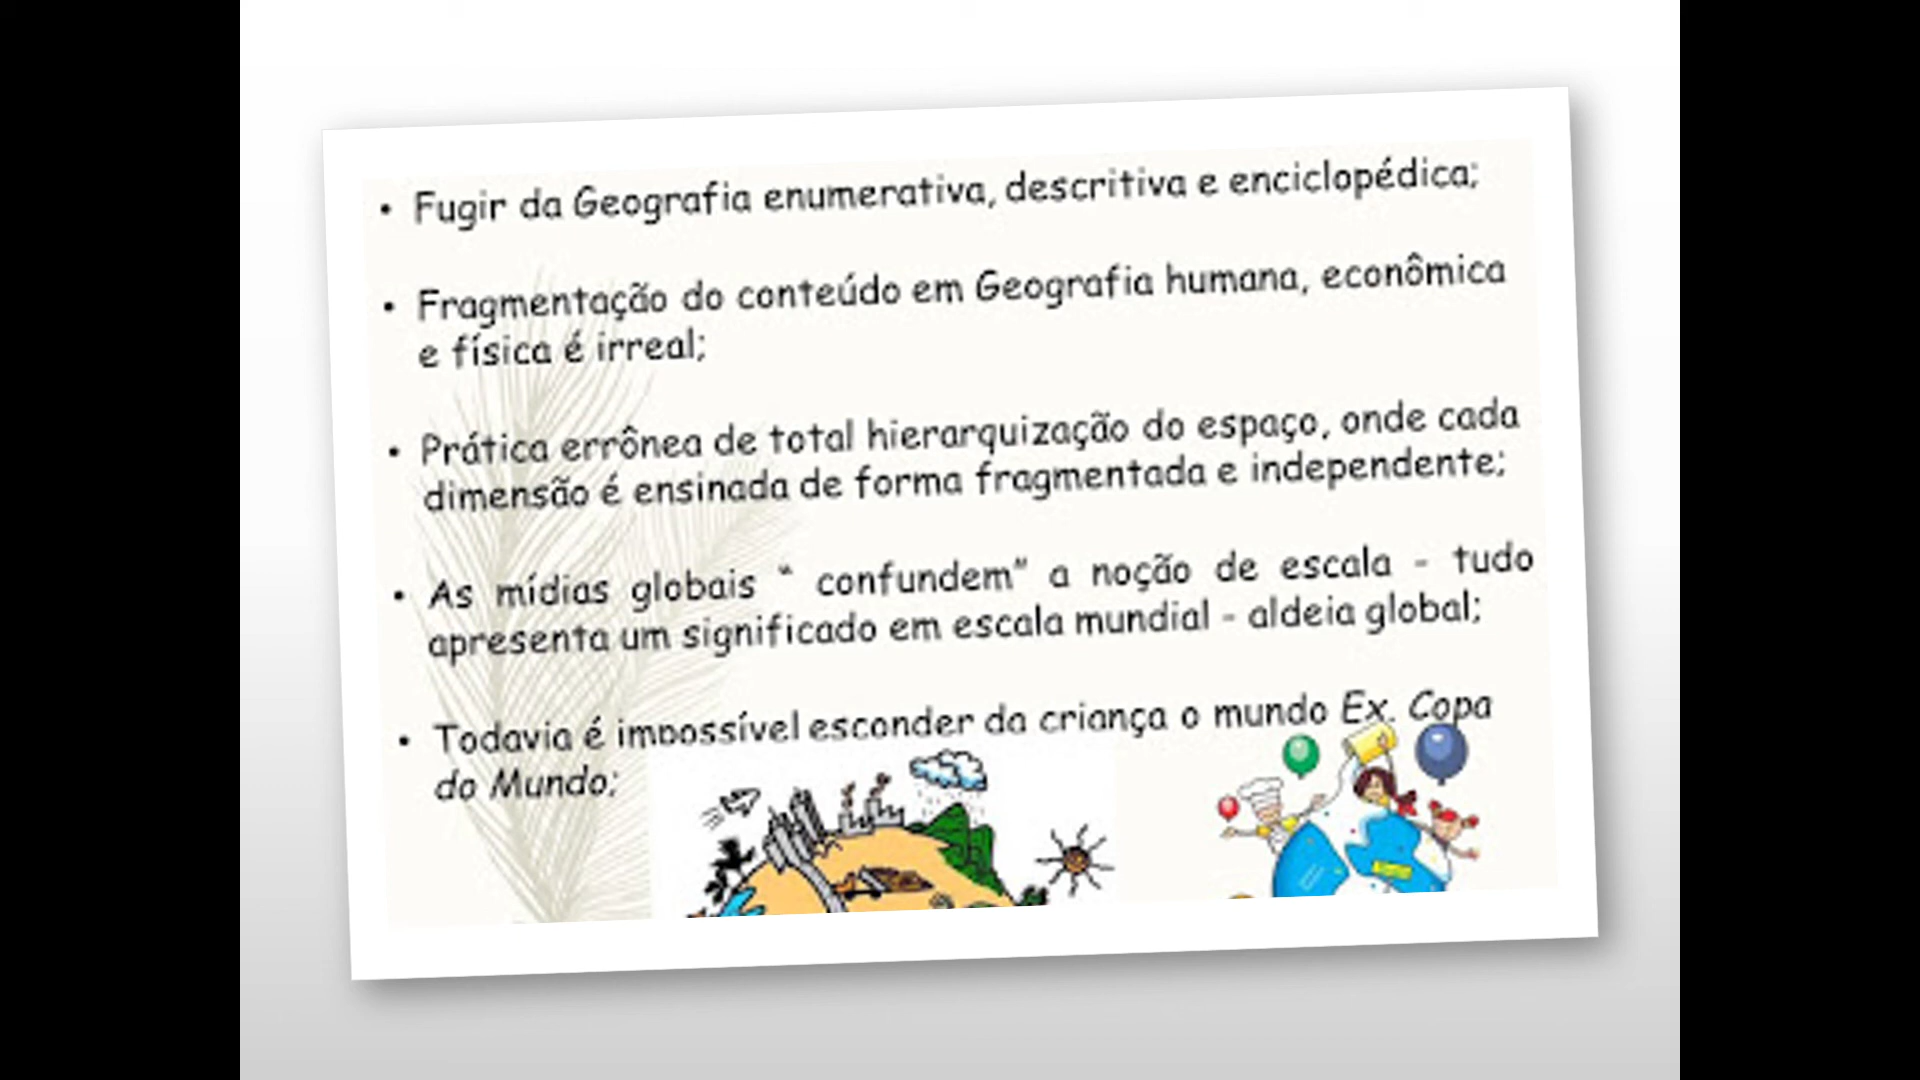 • Fugir da Geografia enumerativa, descritiva e enciclopédica;
• Fragmentação do conteúdo em Geografia humana, econômica
e física é irreal;
• Prática errônea de total hierarquização do espaço, onde cada
dimensão é ensinada de forma fragmentada e independente;
• As mídias globais “ confundem” a noção de escala - tudo
apresenta um significado em escala mundial - aldeia global;
• Todavia é impossível esconder da criança o mundo Ex. Copa
do Mundo;